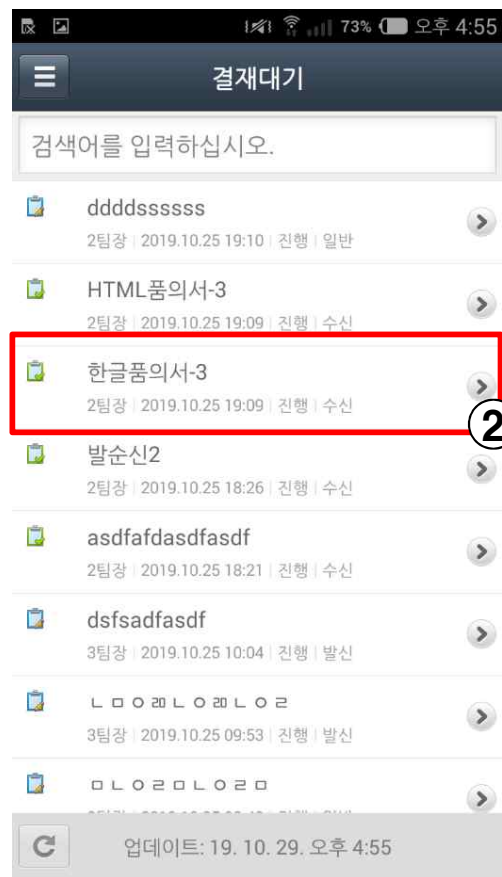 73% 오후 4:55
결재대기
검색어를 입력하십시오.
ddddssssss
2팀장 | 2019.10.25 19:10 | 진행 | 일반
HTML품의서-3
2팀장 | 2019.10.25 19:09 | 진행 | 수신
한글품의서-3
2팀장 | 2019.10.25 19:09 | 진행 | 수신
2
발순신2
2팀장 | 2019.10.25 18:26 | 진행 | 수신
asdfafdasdfasdf
2팀장 | 2019.10.25 18:21 | 진행 | 수신
dsfsadfasdf
3팀장 | 2019.10.25 10:04 | 진행 | 발신
ㄴㅁㅇㄻㄴㅇㄻㄴㅇㄹ
3팀장 | 2019.10.25 09:53 | 진행 | 발신
ㅁㄴㅇㄹㅁㄴㅇㄹㅁ
업데이트: 19. 10. 29. 오후 4:55